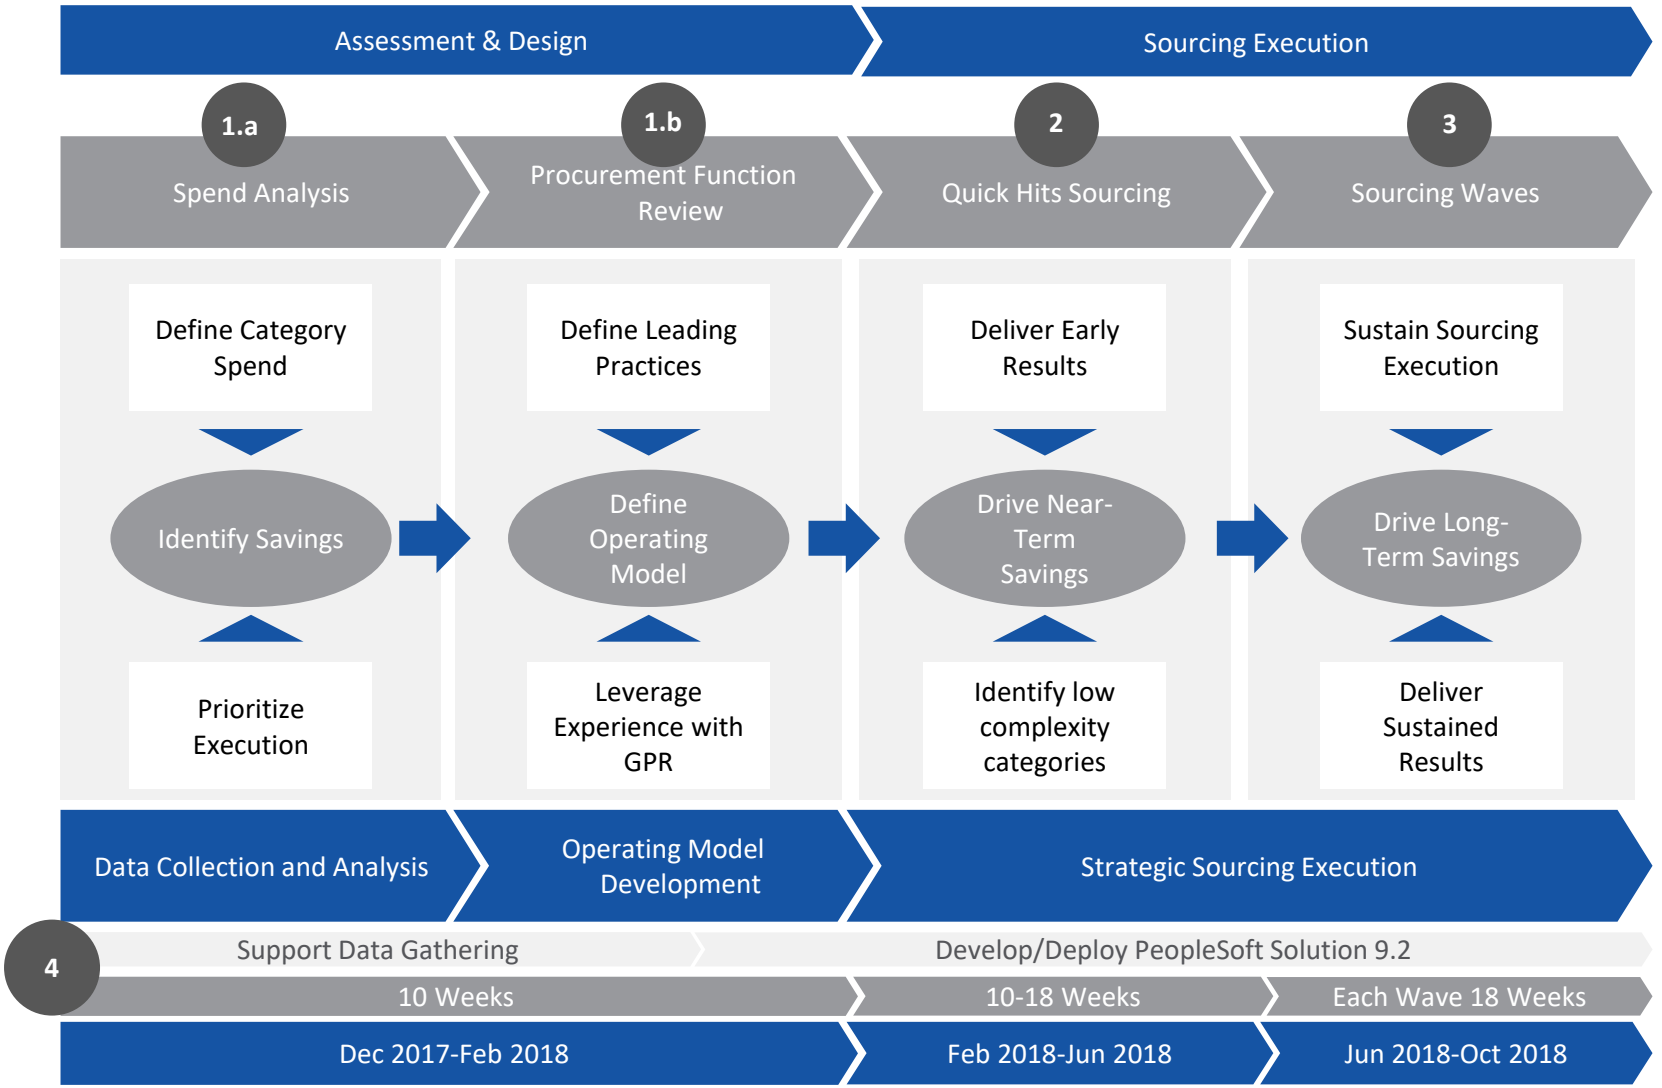 Assessment & Design
Sourcing Execution
1.a
1.b
2
3
Spend Analysis
Procurement Function
Review
Quick Hits Sourcing
Sourcing Waves
Define Category
Spend
Define Leading
Practices
Deliver Early
Results
Sustain Sourcing
Execution
Identify Savings
Define
Operating
Model
Drive Near-
Term
Savings
Drive Long-
Term Savings
Prioritize
Execution
Leverage
Experience with
GPR
Identify low
complexity
categories
Deliver
Sustained
Results
Data Collection and Analysis
Operating Model
Development
Strategic Sourcing Execution
4
Support Data Gathering
Develop/Deploy PeopleSoft Solution 9.2
10 Weeks
10-18 Weeks
Each Wave 18 Weeks
Dec 2017-Feb 2018
Feb 2018-Jun 2018
Jun 2018-Oct 2018